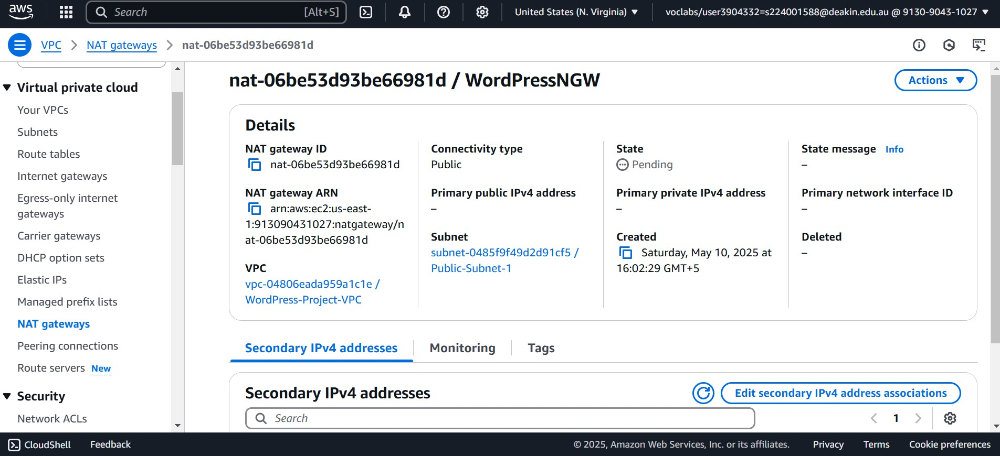 aws
Search
[Alt+S]
United States (N. Virginia)
voclabs/user3904332=s224001588@deakin.edu.au @ 9130-9043-1027
VPC
NAT gateways
nat-06be53d93be66981d
Virtual private cloud
Your VPCs
Subnets
Route tables
Internet gateways
Egress-only internet
gateways
Carrier gateways
DHCP option sets
Elastic IPs
Managed prefix lists
NAT gateways
Peering connections
Route servers New
Security
Network ACLs
nat-06be53d93be66981d / WordPressNGW
Actions
Details
NAT gateway ID
nat-06be53d93be66981d
NAT gateway ARN
arn:aws:ec2:us-east-
1:913090431027:natgateway/n
at-06be53d93be66981d
VPC
vpc-04806eada959a1c1e /
WordPress-Project-VPC
Connectivity type
Public
Primary public IPv4 address
–
Subnet
subnet-0485f9f49d2d91cf5 /
Public-Subnet-1
State
Pending
Primary private IPv4 address
–
Created
Saturday, May 10, 2025 at
16:02:29 GMT+5
State message Info
–
Primary network interface ID
–
Deleted
–
Secondary IPv4 addresses
Monitoring
Tags
Secondary IPv4 addresses
Edit secondary IPv4 address associations
Search
1
CloudShell
Feedback
© 2025, Amazon Web Services, Inc. or its affiliates.
Privacy
Terms
Cookie preferences